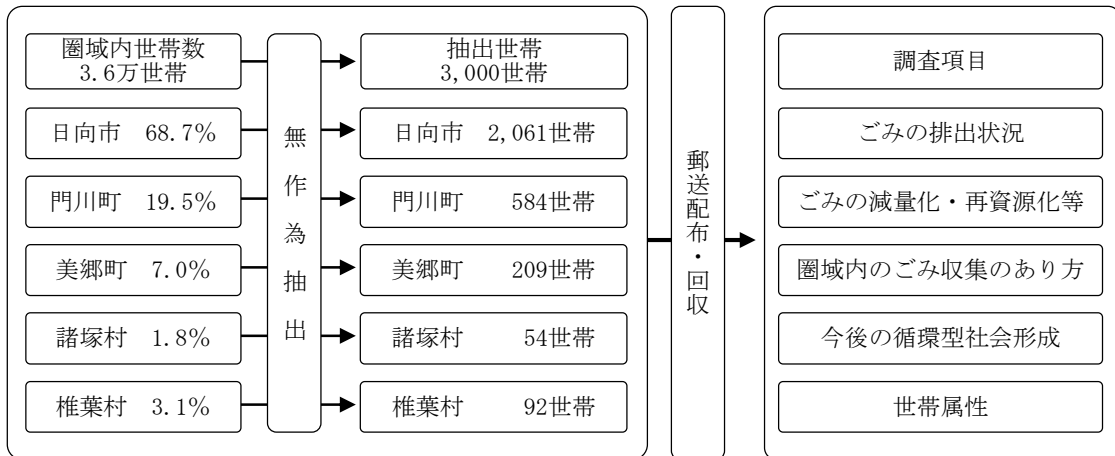 圏域内世帯数
3.6万世帯
日向市 68.7%
門川町 19.5%
美郷町 7.0%
諸塚村 1.8%
椎葉村 3.1%
無作為抽出
抽出世帯
3,000世帯
日向市 2,061世帯
門川町 584世帯
美郷町 209世帯
諸塚村 54世帯
椎葉村 92世帯
郵送配布・回収
調査項目
ごみの排出状況
ごみの減量化・再資源化等
圏域内のごみ収集のあり方
今後の循環型社会形成
世帯属性